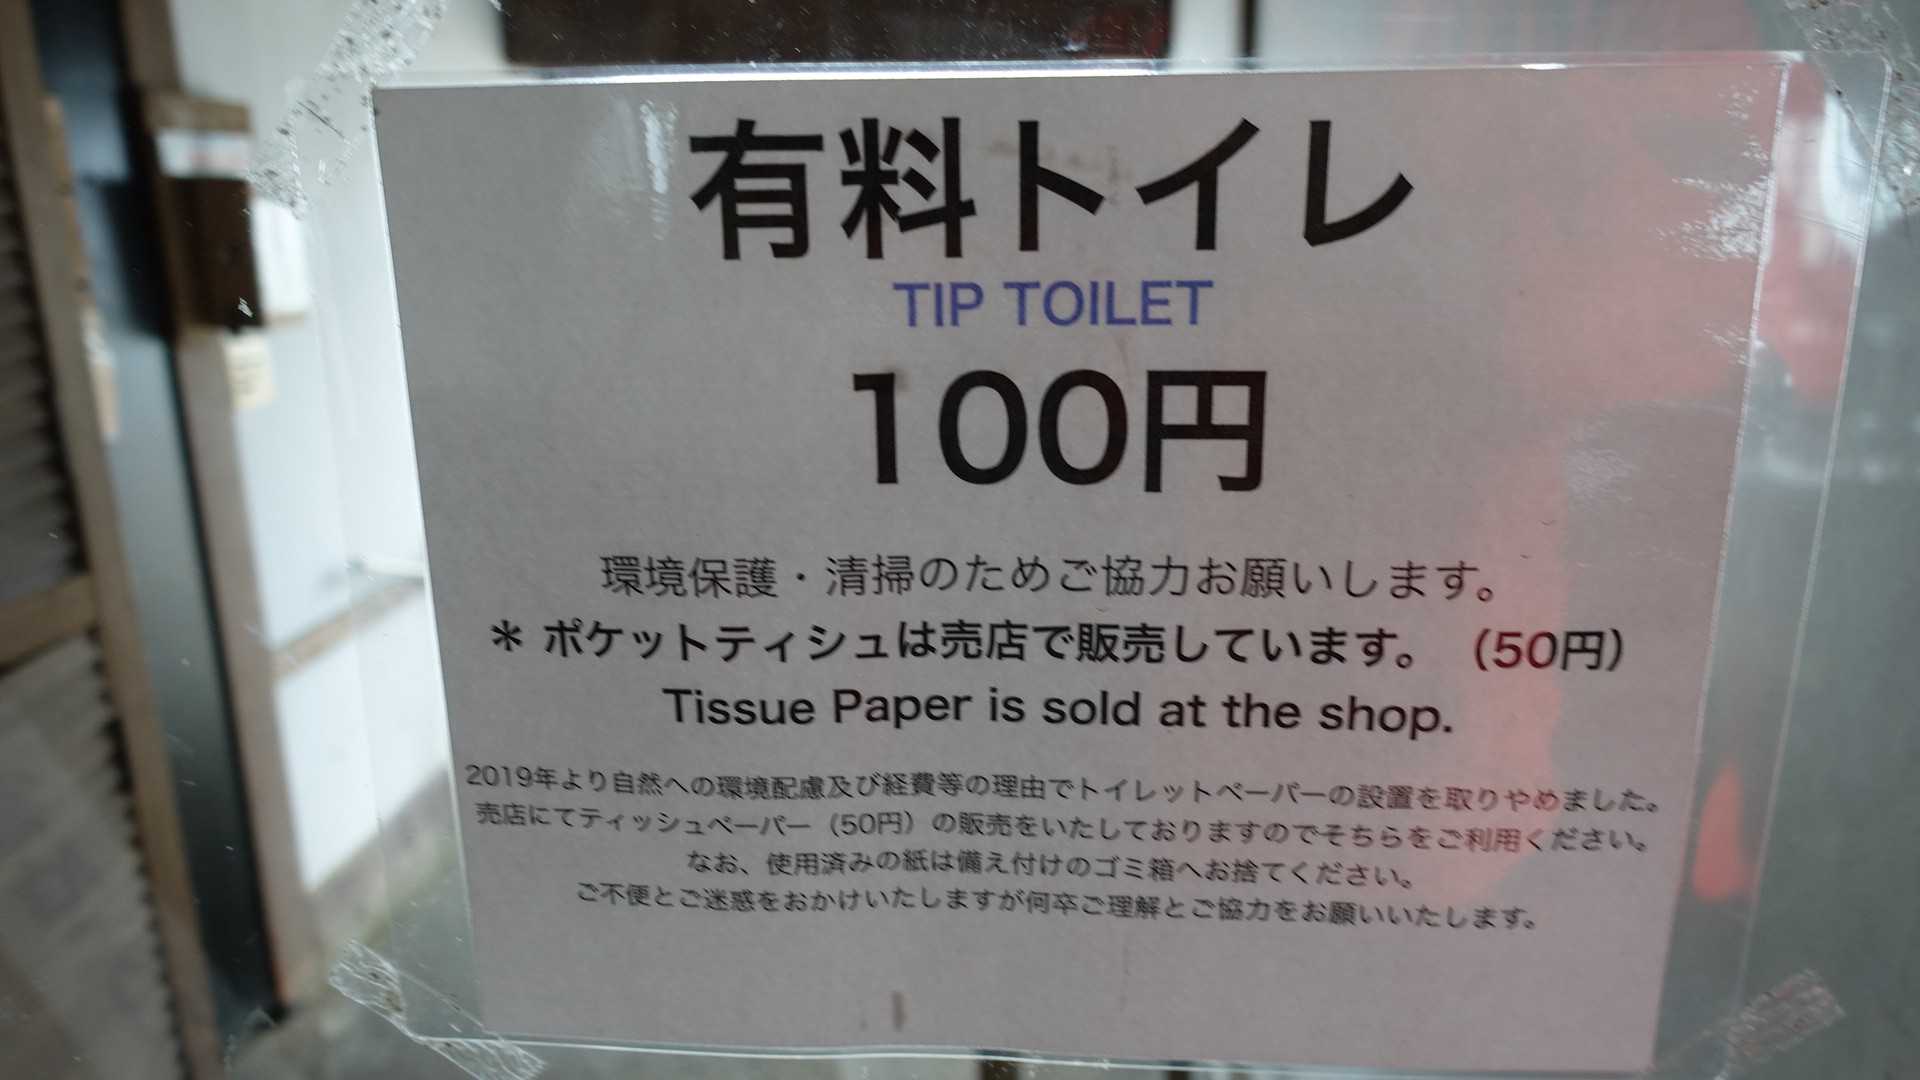 有料トイレ
TIP TOILET
100円
環境保護・清掃のためご協力お願いします。
＊ ポケットティシュは売店で販売しています。（50円）
Tissue Paper is sold at the shop.
2019年より自然への環境配慮及び経費等の理由でトイレットペーパーの設置を取りやめました。
売店にてティッシュペーパー（50円）の販売をいたしておりますのでそちらをご利用ください。
なお、使用済みの紙は備え付けのゴミ箱へお捨てください。
ご不便とご迷惑をおかけいたしますが何卒ご理解とご協力をお願いいたします。